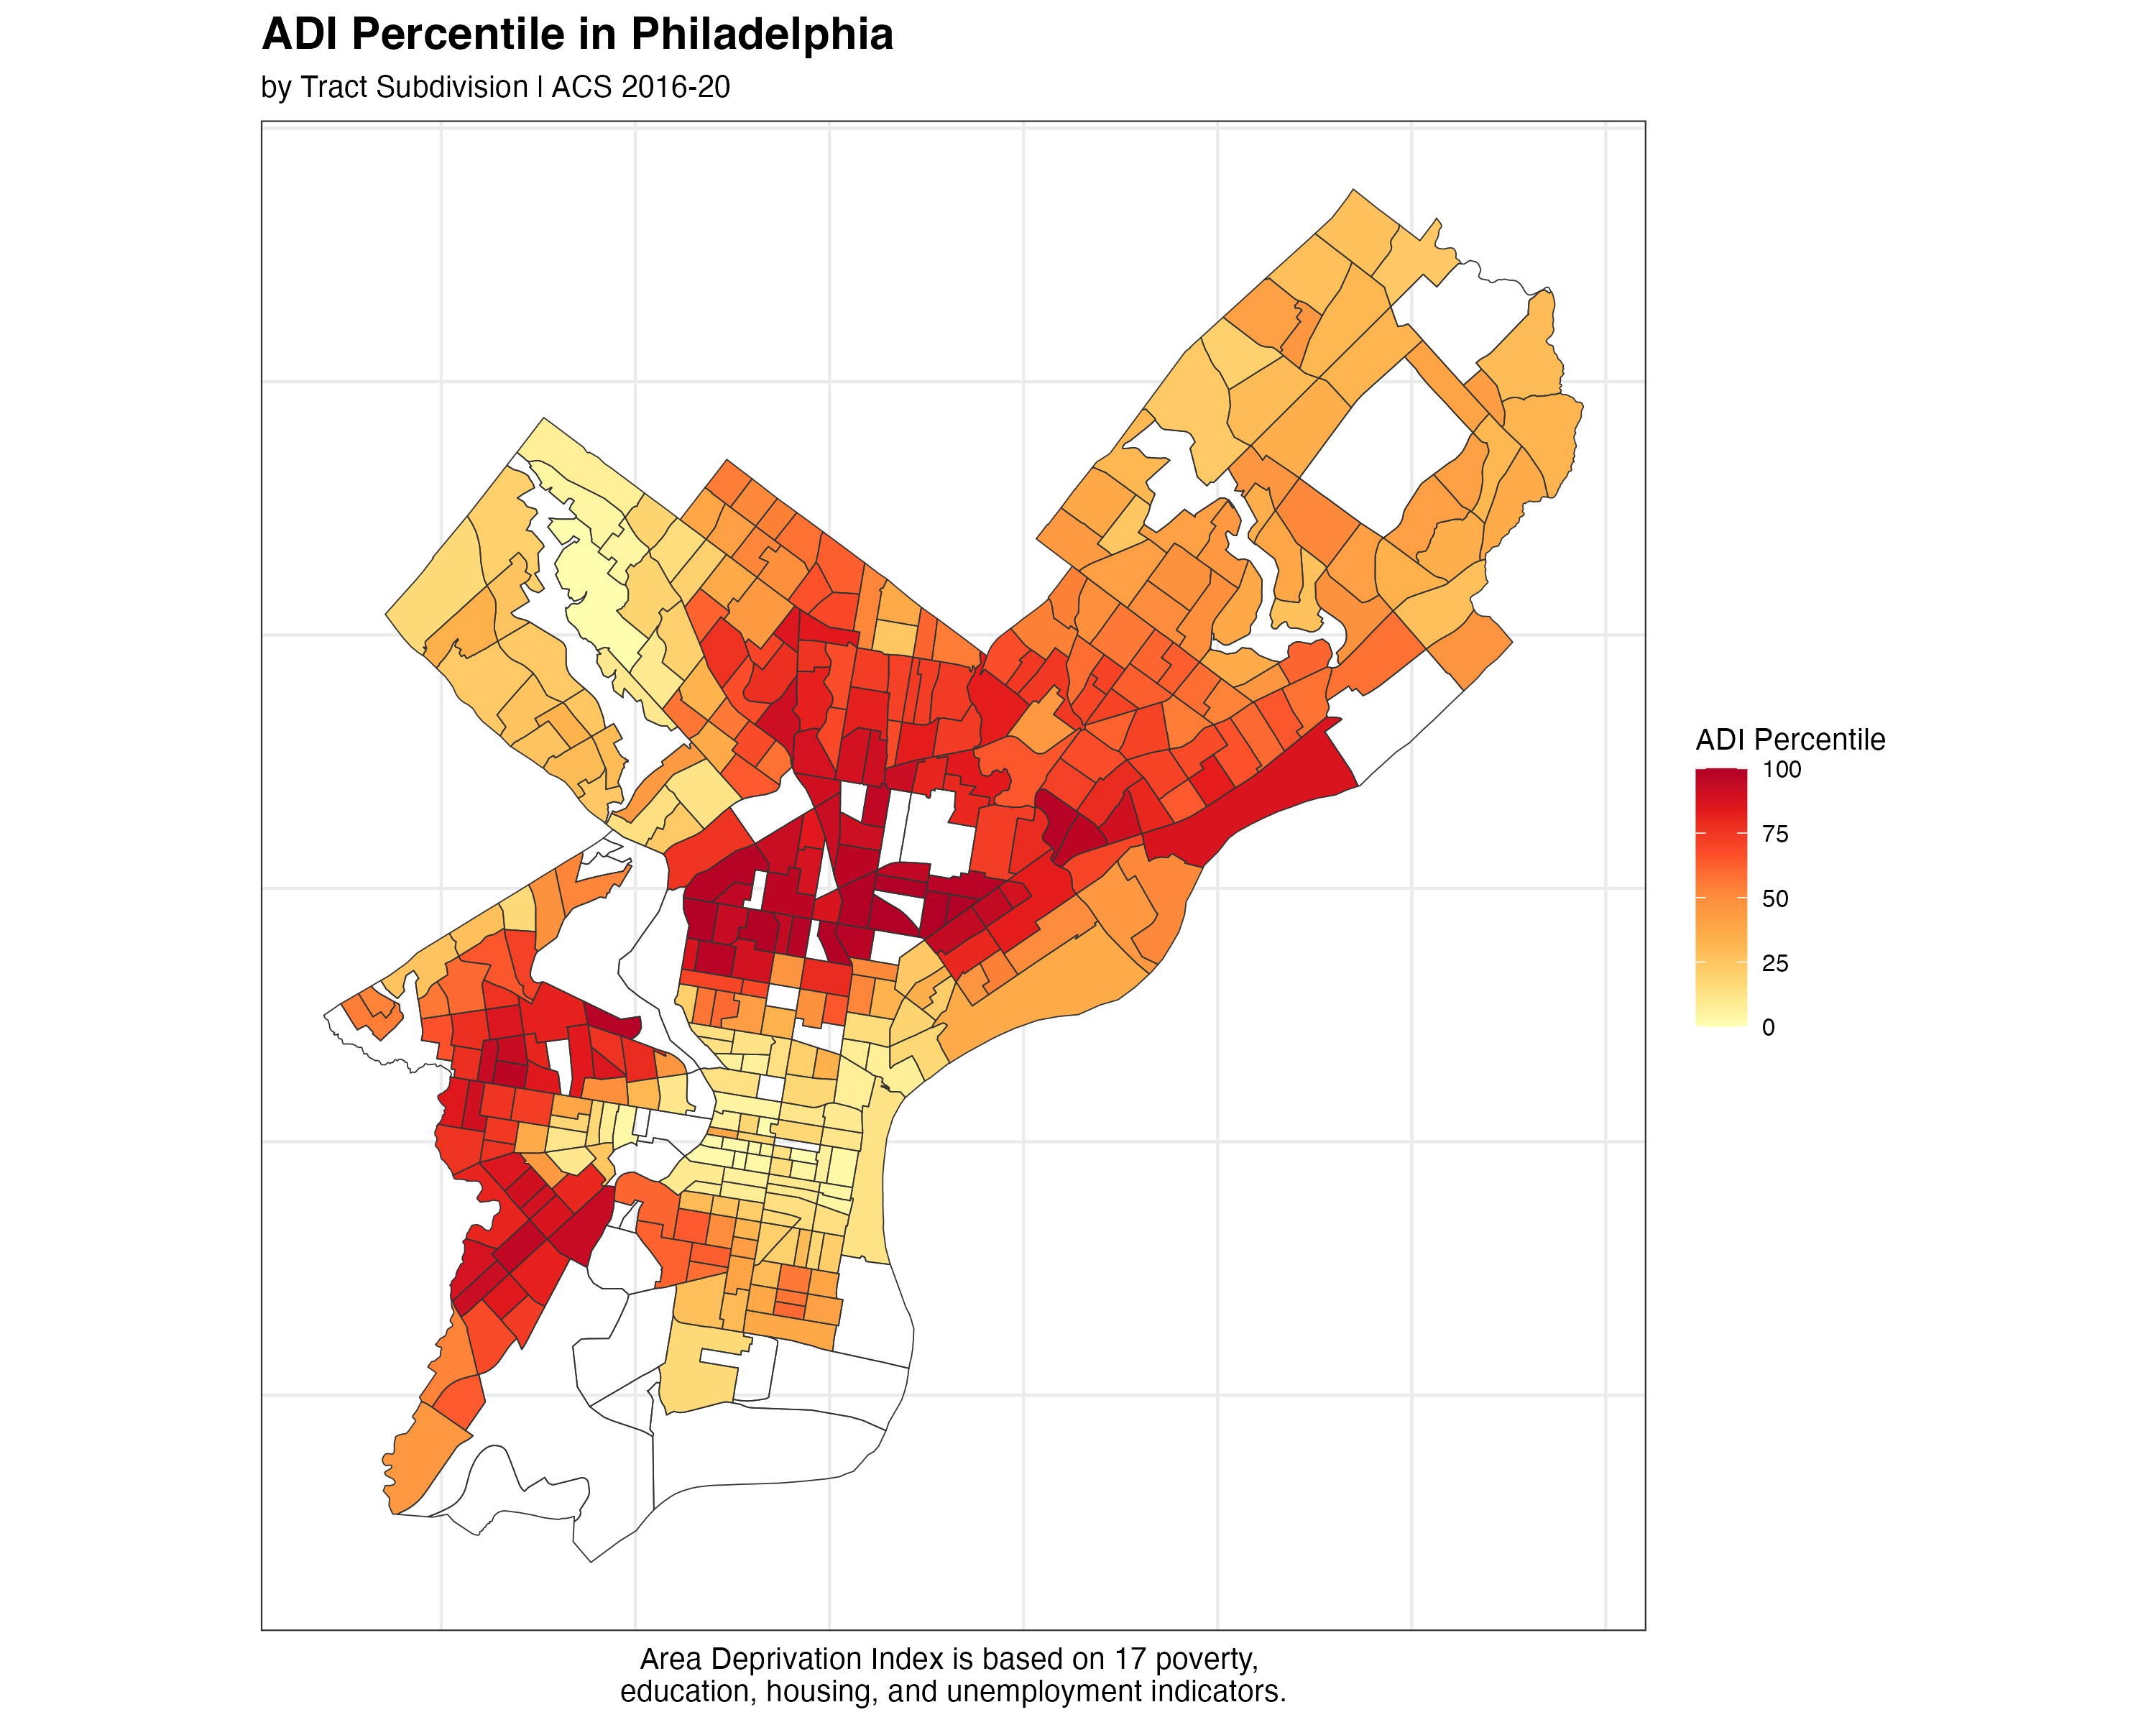 ADI Percentile in Philadelphia
by Tract Subdivision | ACS 2016-20
ADI Percentile
100
75
50
25
0
Area Deprivation Index is based on 17 poverty,
education, housing, and unemployment indicators.